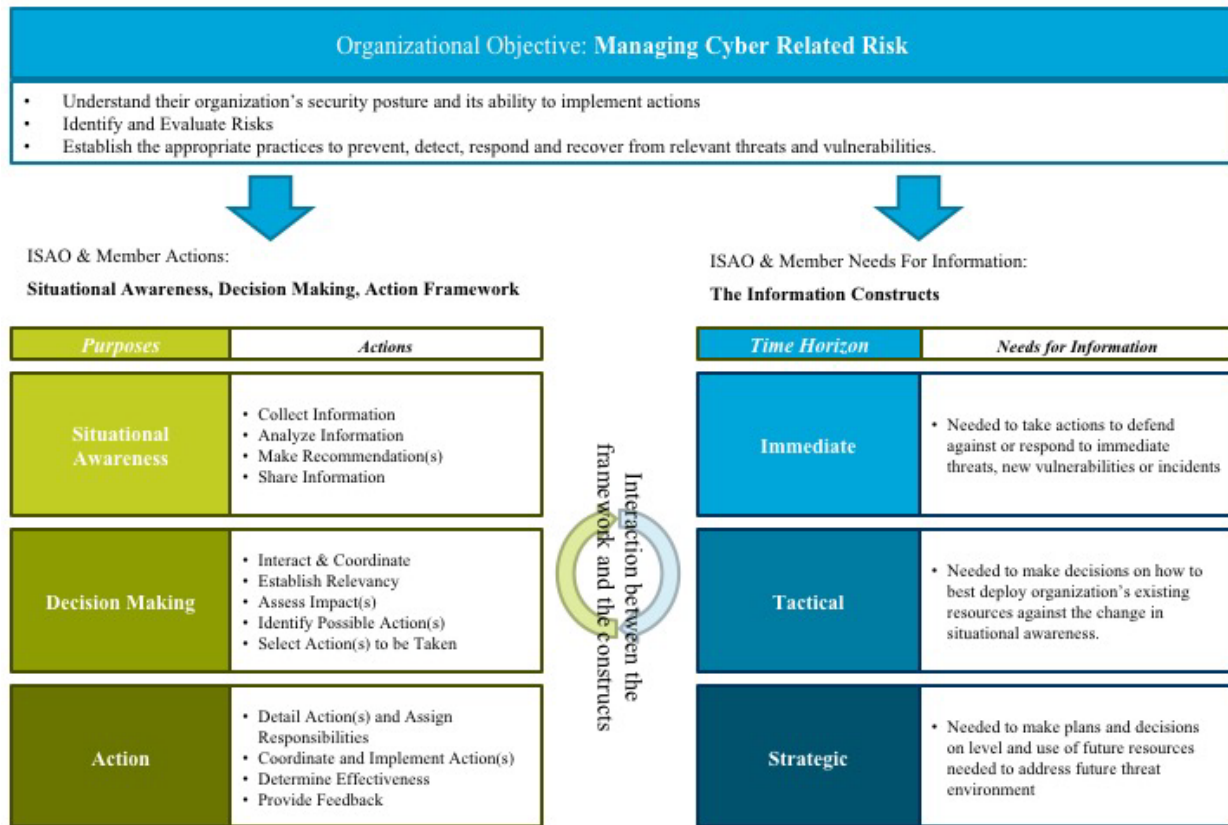 Organizational Objective: Managing Cyber Related Risk
• Understand their organization's security posture and its ability to implement actions
• Identify and Evaluate Risks
• Establish the appropriate practices to prevent, detect, respond and recover from relevant threats and vulnerabilities.
ISAO & Member Actions:
Situational Awareness, Decision Making, Action Framework
Purposes
Actions
Situational
Awareness
• Collect Information
• Analyze Information
• Make Recommendation(s)
• Share Information
Decision Making
• Interact & Coordinate
• Establish Relevancy
• Assess Impact(s)
• Identify Possible Action(s)
• Select Action(s) to be Taken
Action
• Detail Action(s) and Assign
Responsibilities
• Coordinate and Implement Action(s)
• Determine Effectiveness
• Provide Feedback
Interaction between the
framework and the constructs
ISAO & Member Needs For Information:
The Information Constructs
Time Horizon
Needs for Information
Immediate
• Needed to take actions to defend
against or respond to immediate
threats, new vulnerabilities or incidents
Tactical
• Needed to make decisions on how to
best deploy organization's existing
resources against the change in
situational awareness.
Strategic
• Needed to make plans and decisions
on level and use of future resources
needed to address future threat
environment